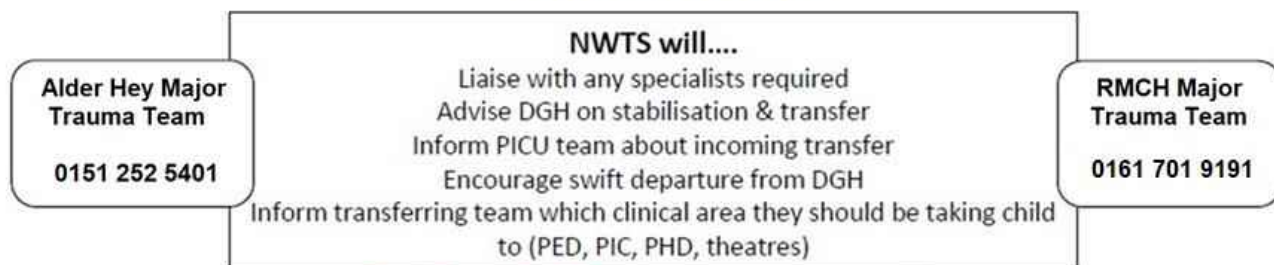 Alder Hey Major
Trauma Team
0151 252 5401
NWTS will....
Liaise with any specialists required
Advise DGH on stabilisation & transfer
Inform PICU team about incoming transfer
Encourage swift departure from DGH
Inform transferring team which clinical area they should be taking child
to (PED, PIC, PHD, theatres)
RMCH Major
Trauma Team
0161 701 9191